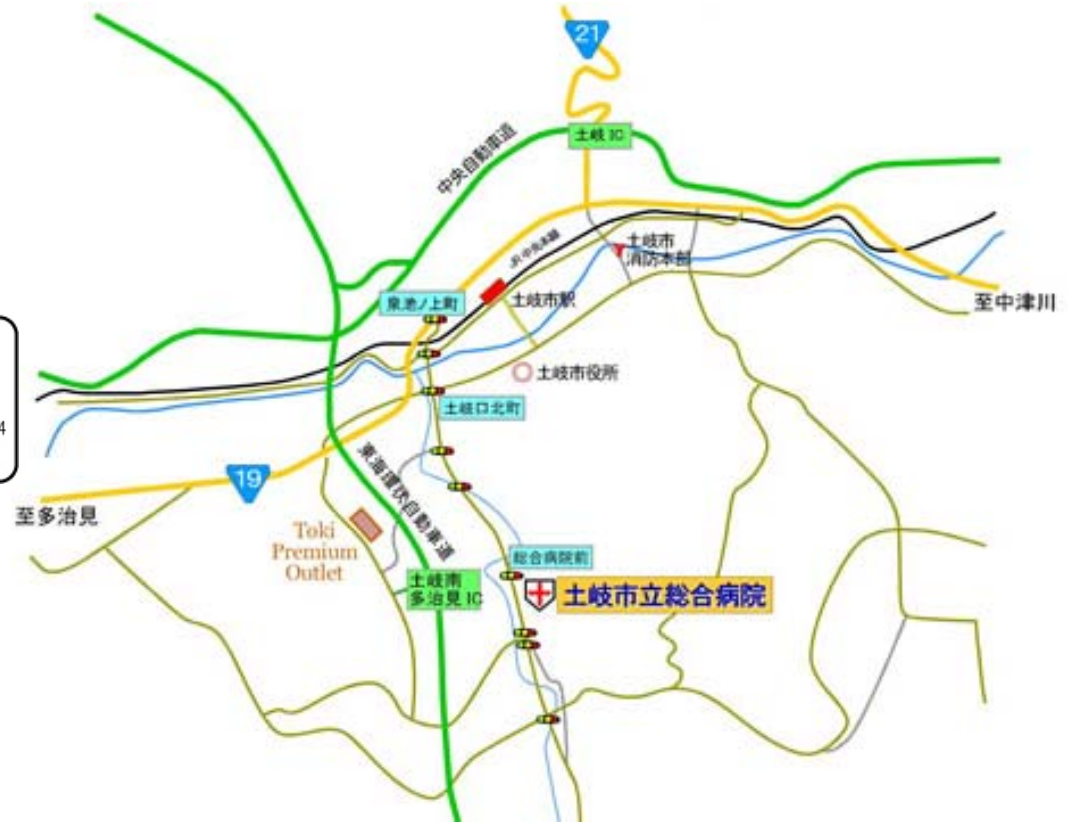 21
土岐 IC
中央自動車道
JR中央本線
土岐市
消防本部
泉池ノ上町
土岐市駅
至中津川
土岐市役所
土岐口北町
4
19
東海環状自動車道
至多治見
Toki
Premium
Outlet
総合病院前
土岐南
多治見 IC
土岐市立総合病院